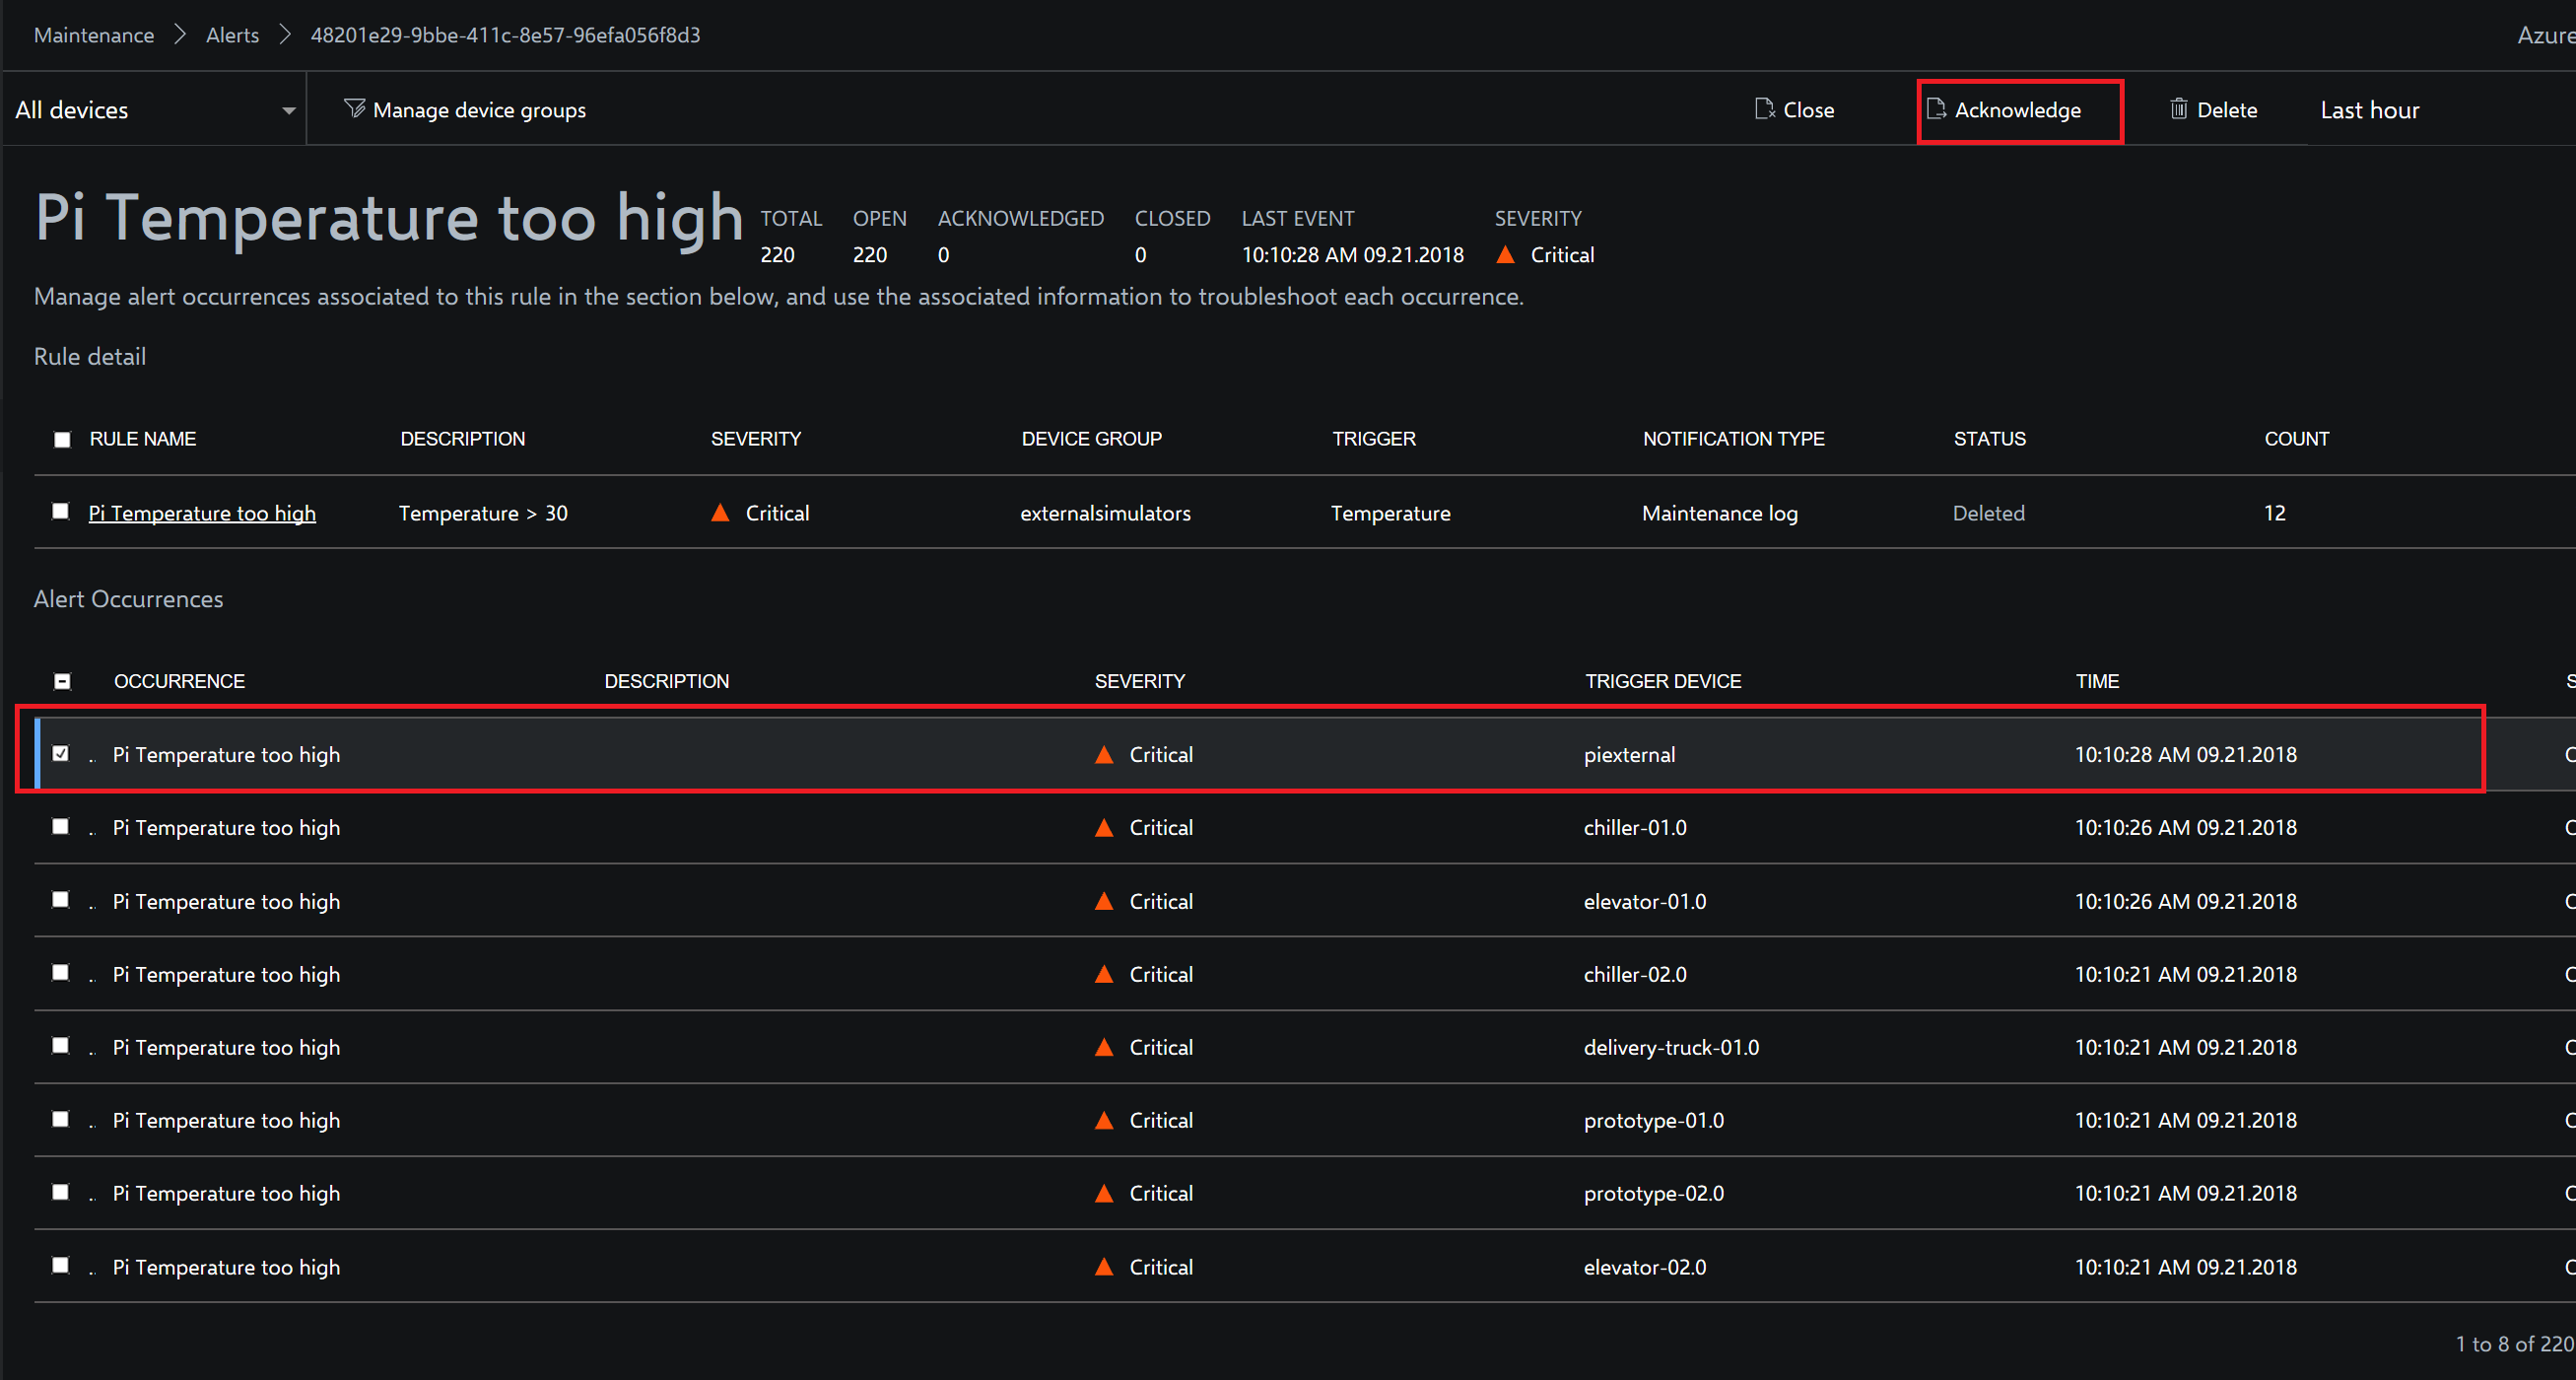 Maintenance > Alerts > 48201e29-9bbe-411c-8e57-96efa056f8d3 Azure
All devices Manage device groups Close Acknowledge Delete Last hour
Pi Temperature too high TOTAL OPEN ACKNOWLEDGED CLOSED LAST EVENT SEVERITY
220 220 0 0 10:10:28 AM 09.21.2018 Critical
Manage alert occurrences associated to this rule in the section below, and use the associated information to troubleshoot each occurrence.
Rule detail
RULE NAME DESCRIPTION SEVERITY DEVICE GROUP TRIGGER NOTIFICATION TYPE STATUS COUNT
Pi Temperature too high Temperature > 30 Critical externalsimulators Temperature Maintenance log Deleted 12
Alert Occurrences
OCCURRENCE DESCRIPTION SEVERITY TRIGGER DEVICE TIME
.. Pi Temperature too high Critical piexternal 10:10:28 AM 09.21.2018
.. Pi Temperature too high Critical chiller-01.0 10:10:26 AM 09.21.2018
.. Pi Temperature too high Critical elevator-01.0 10:10:26 AM 09.21.2018
.. Pi Temperature too high Critical chiller-02.0 10:10:21 AM 09.21.2018
.. Pi Temperature too high Critical delivery-truck-01.0 10:10:21 AM 09.21.2018
.. Pi Temperature too high Critical prototype-01.0 10:10:21 AM 09.21.2018
.. Pi Temperature too high Critical prototype-02.0 10:10:21 AM 09.21.2018
.. Pi Temperature too high Critical elevator-02.0 10:10:21 AM 09.21.2018
1 to 8 of 220